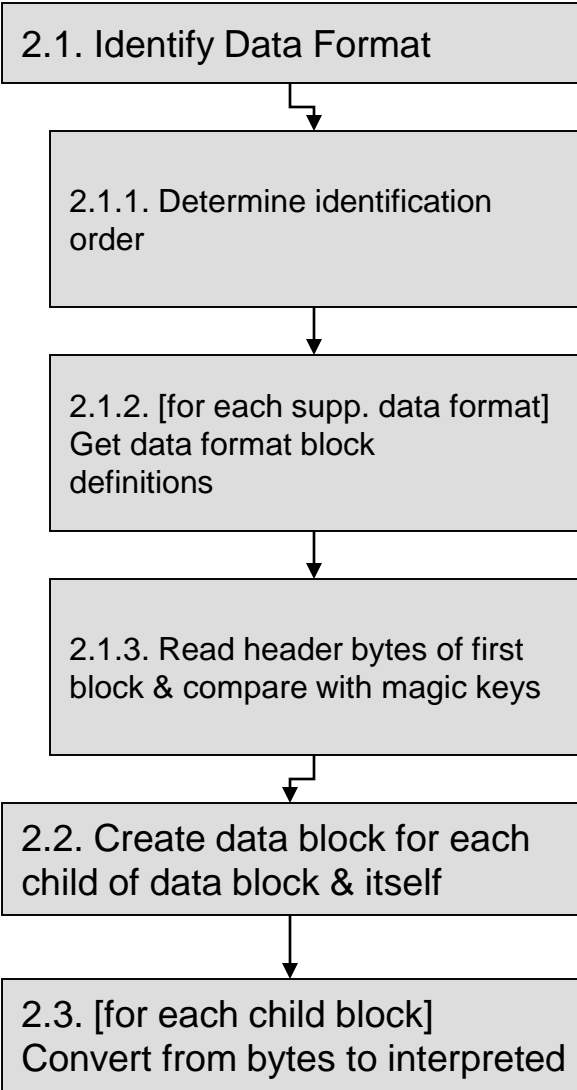 2.1. Identify Data Format
2.1.1. Determine identification
order
2.1.2. [for each supp. data format]
Get data format block
definitions
2.1.3. Read header bytes of first
block & compare with magic keys
2.2. Create data block for each
child of data block & itself
2.3. [for each child block]
Convert from bytes to interpreted